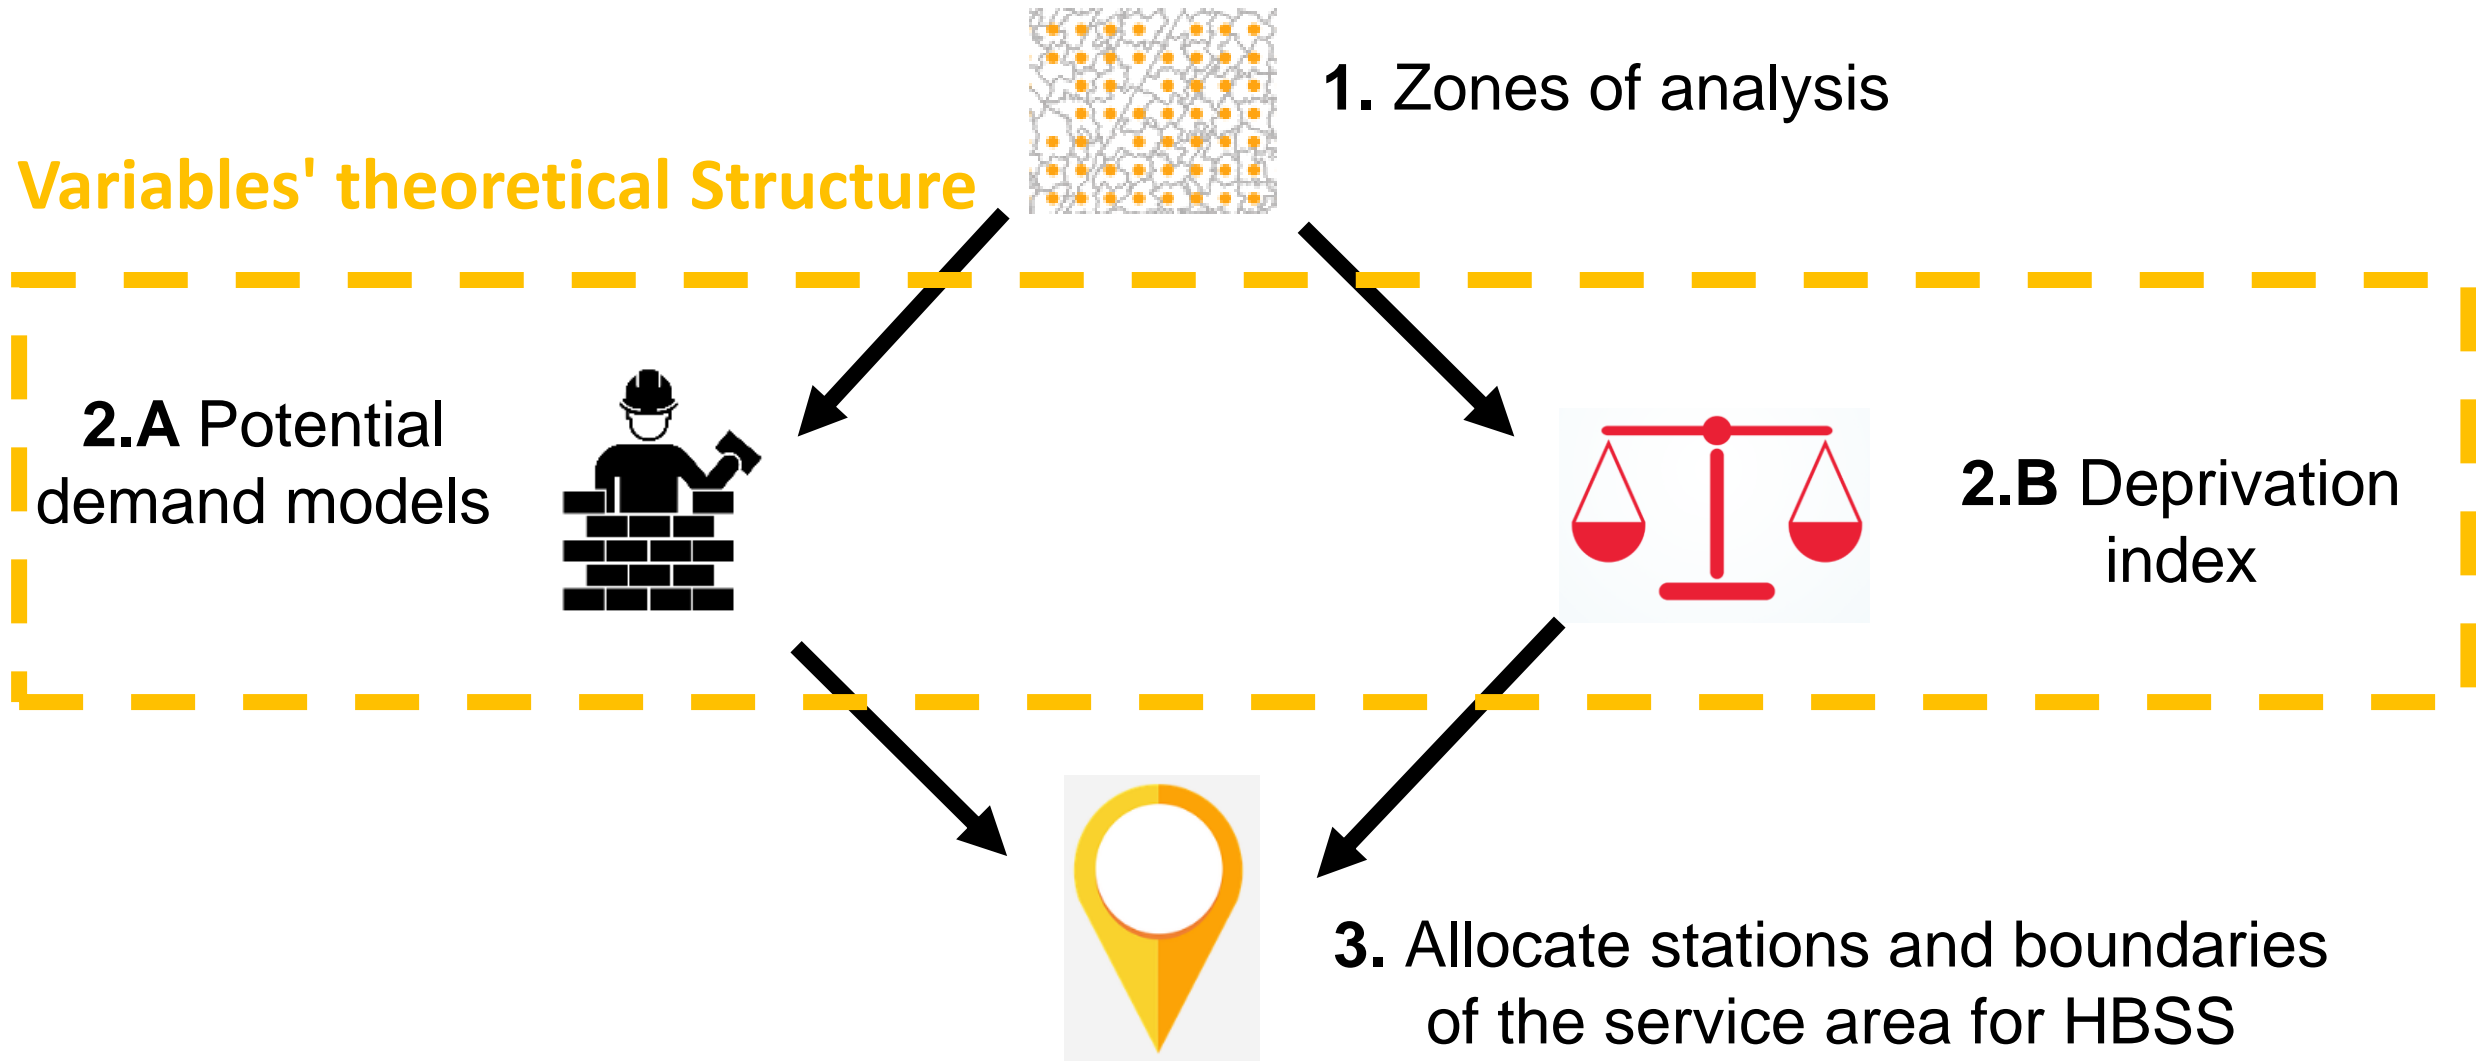 1. Zones of analysis
Variables' theoretical Structure
2.A Potential
demand models
2.B Deprivation
index
3. Allocate stations and boundaries
of the service area for HBSS